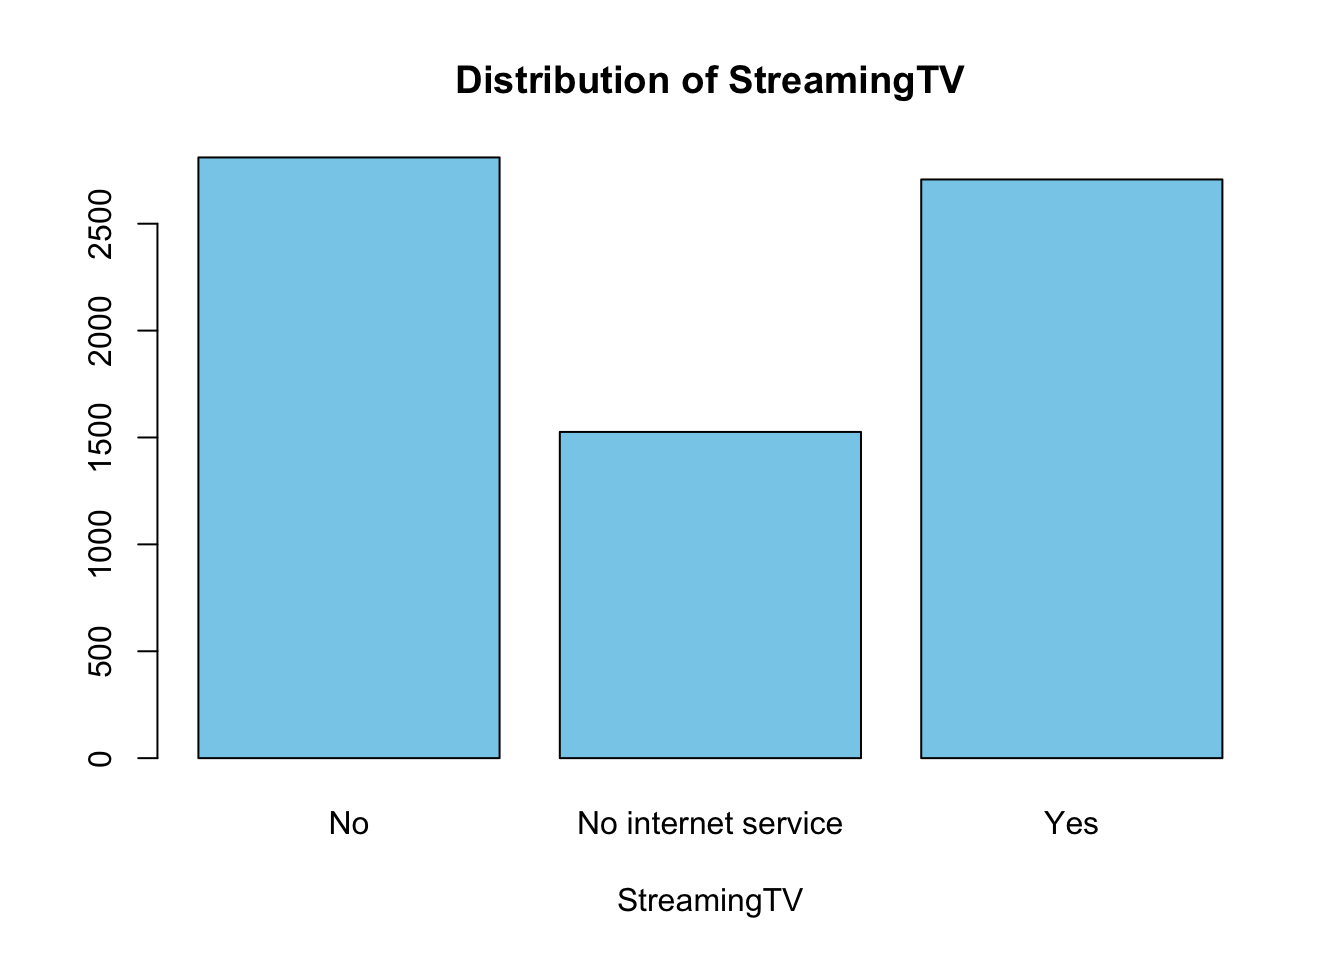 Distribution of StreamingTV
2500
2000
1500
1000
500
0
No
No internet service
Yes
StreamingTV